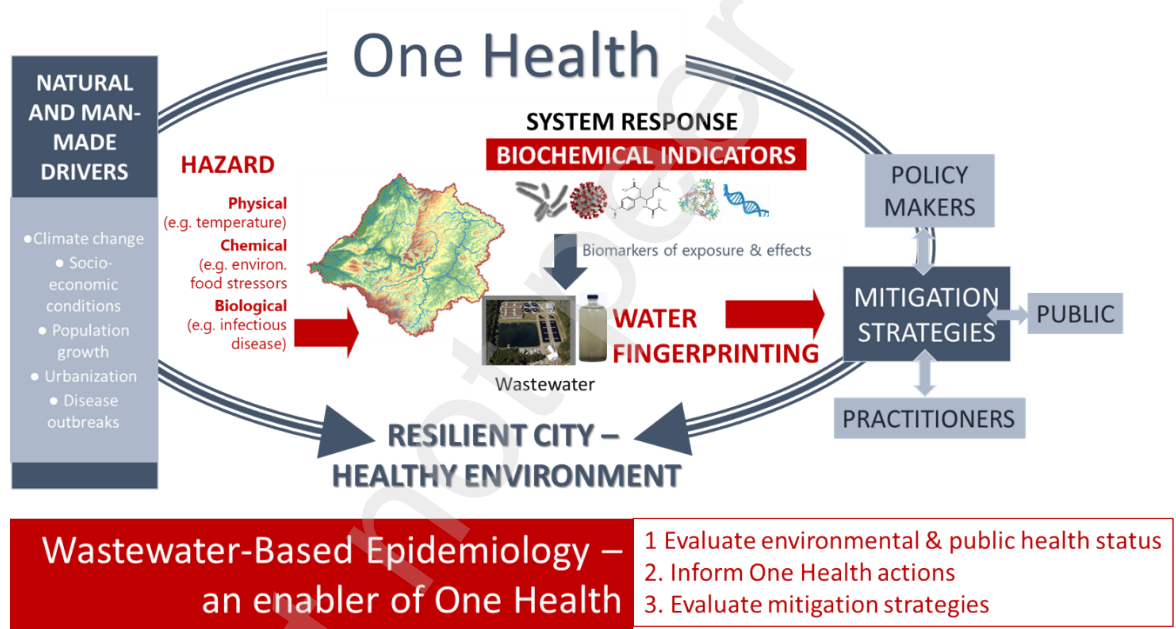 One Health
NATURAL
AND MAN-
MADE
DRIVERS
●Climate change
● Socio-
economic
conditions
● Population
growth
● Urbanization
● Disease
outbreaks
HAZARD
Physical
(e.g. temperature)
Chemical
(e.g. environ.
food stressors
Biological
(e.g. infectious
disease)
SYSTEM RESPONSE
BIOCHEMICAL INDICATORS
Biomarkers of exposure & effects
WATER
FINGERPRINTING
Wastewater
POLICY
MAKERS
MITIGATION
STRATEGIES
PUBLIC
PRACTITIONERS
RESILIENT CITY –
HEALTHY ENVIRONMENT
Wastewater-Based Epidemiology –
an enabler of One Health
1 Evaluate environmental & public health status
2. Inform One Health actions
3. Evaluate mitigation strategies
not peer